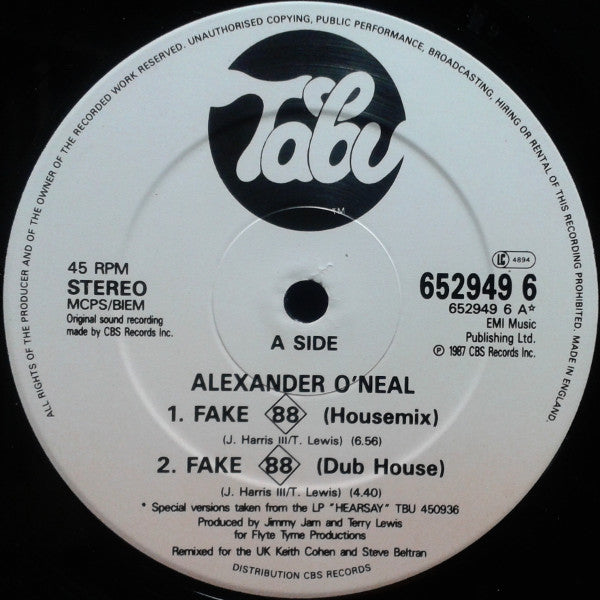 ALL RIGHTS OF THE PRODUCER AND OF THE OWNER OF THE RECORDED WORK RESERVED. UNAUTHORISED COPYING, PUBLIC PERFORMANCE, BROADCASTING, HIRING OR RENTAL OF THIS RECORDING PROHIBITED. MADE IN ENGLAND.
Tabu
TM
45 RPM
STEREO
MCPS/BIEM
Original sound recording
made by CBS Records Inc.
LC 4894
652949 6
652949 6 A☆
EMI Music
Publishing Ltd.
℗ 1987 CBS Records Inc.
A SIDE
ALEXANDER O'NEAL
1. FAKE 88 (Housemix)
(J. Harris III/T. Lewis) (6.56)
2. FAKE 88 (Dub House)
(J. Harris III/T. Lewis) (4.40)
* Special versions taken from the LP "HEARSAY" TBU 450936
Produced by Jimmy Jam and Terry Lewis
for Flyte Tyme Productions
Remixed for the UK Keith Cohen and Steve Beltran
DISTRIBUTION CBS RECORDS